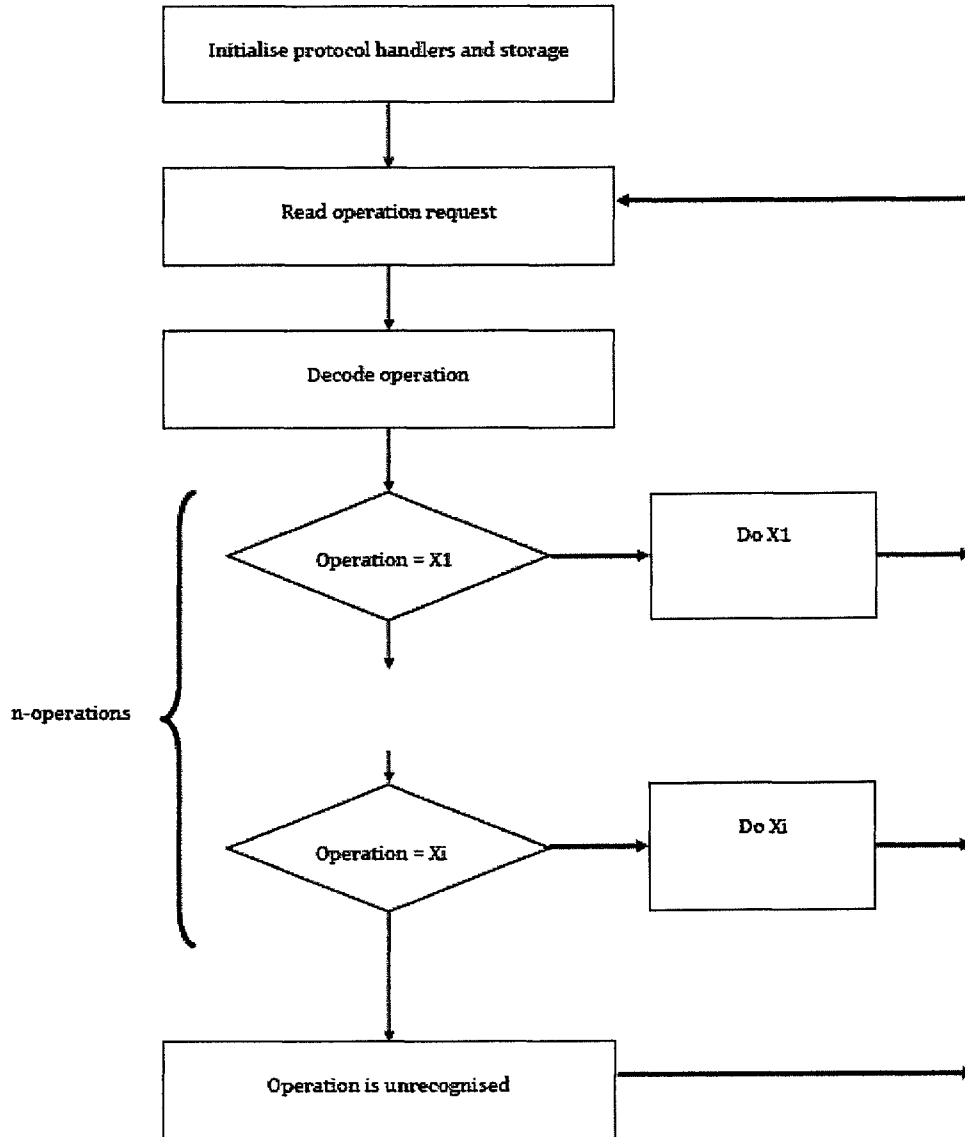 Initialise protocol handlers and storage
Read operation request
Decode operation
Operation = X1
Do X1
n-operations
Operation = Xi
Do Xi
Operation is unrecognised